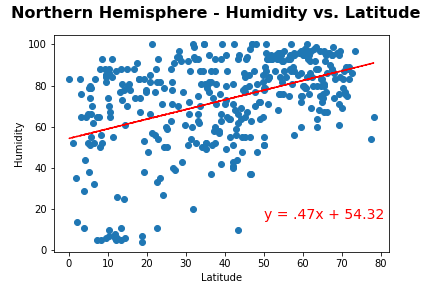 Northern Hemisphere - Humidity vs. Latitude
100
80
60
40
20
0
Humidity
y = .47x + 54.32
0 10 20 30 40 50 60 70 80
Latitude